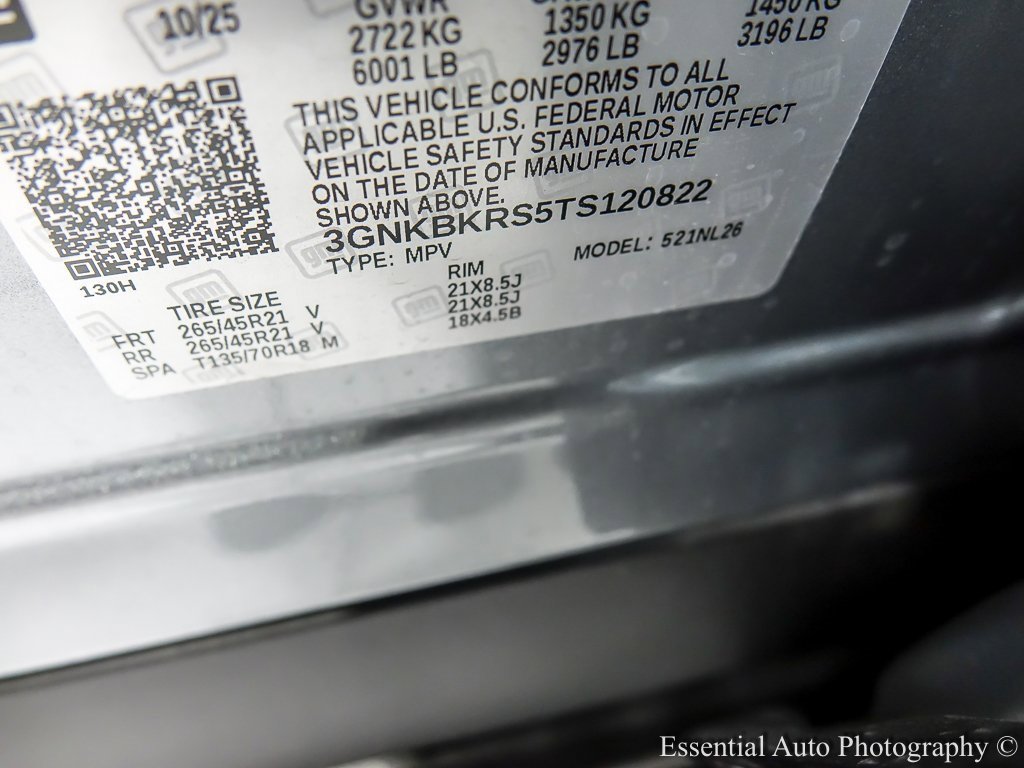 10/25
GVWR
2722 KG
6001 LB
1350 KG
2976 LB
1450 KG
3196 LB
THIS VEHICLE CONFORMS TO ALL
APPLICABLE U.S. FEDERAL MOTOR
VEHICLE SAFETY STANDARDS IN EFFECT
ON THE DATE OF MANUFACTURE
SHOWN ABOVE.
3GNKBKRS5TS120822
TYPE: MPV MODEL: 521NL26
130H
TIRE SIZE RIM
FRT 265/45R21 V 21X8.5J
RR 265/45R21 V 21X8.5J
SPA T135/70R18 M 18X4.5B
Essential Auto Photography ©